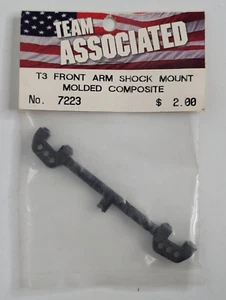 TEAM
ASSOCIATED
T3 FRONT ARM SHOCK MOUNT
MOLDED COMPOSITE
No. 7223 $ 2.00